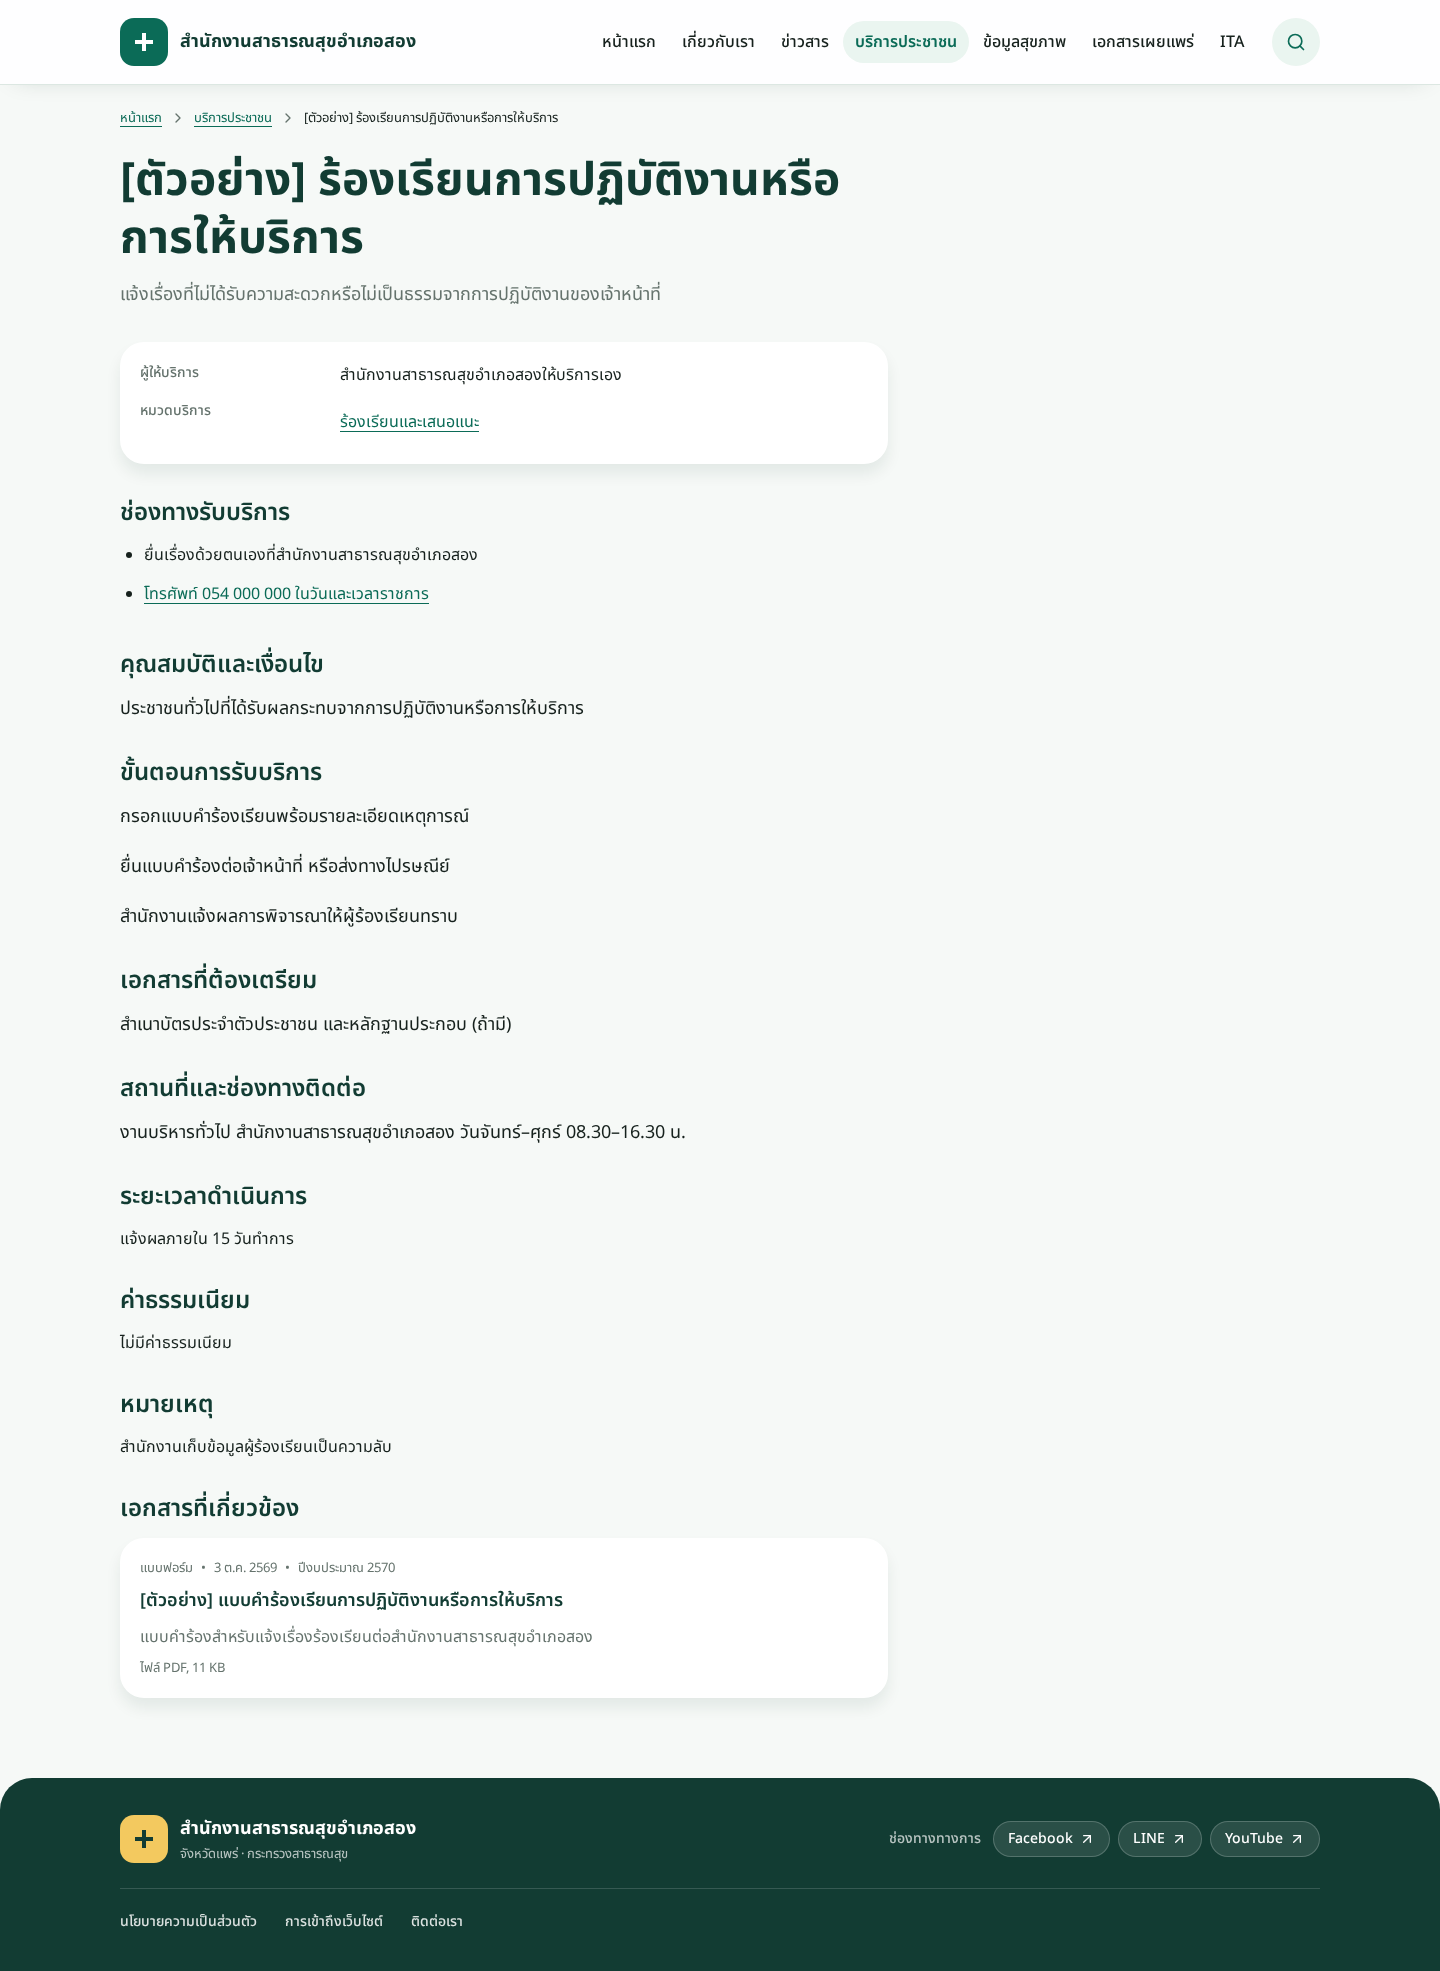 สำนักงานสาธารณสุขอำเภอสอง
หน้าแรก เกี่ยวกับเรา ข่าวสาร บริการประชาชน ข้อมูลสุขภาพ เอกสารเผยแพร่ ITA
หน้าแรก บริการประชาชน [ตัวอย่าง] ร้องเรียนการปฏิบัติงานหรือการให้บริการ
[ตัวอย่าง] ร้องเรียนการปฏิบัติงานหรือ
การให้บริการ
แจ้งเรื่องที่ไม่ได้รับความสะดวกหรือไม่เป็นธรรมจากการปฏิบัติงานของเจ้าหน้าที่
ผู้ให้บริการ สำนักงานสาธารณสุขอำเภอสองให้บริการเอง
หมวดบริการ ร้องเรียนและเสนอแนะ
ช่องทางรับบริการ
• ยื่นเรื่องด้วยตนเองที่สำนักงานสาธารณสุขอำเภอสอง
• โทรศัพท์ 054 000 000 ในวันและเวลาราชการ
คุณสมบัติและเงื่อนไข
ประชาชนทั่วไปที่ได้รับผลกระทบจากการปฏิบัติงานหรือการให้บริการ
ขั้นตอนการรับบริการ
กรอกแบบคำร้องเรียนพร้อมรายละเอียดเหตุการณ์
ยื่นแบบคำร้องต่อเจ้าหน้าที่ หรือส่งทางไปรษณีย์
สำนักงานแจ้งผลการพิจารณาให้ผู้ร้องเรียนทราบ
เอกสารที่ต้องเตรียม
สำเนาบัตรประจำตัวประชาชน และหลักฐานประกอบ (ถ้ามี)
สถานที่และช่องทางติดต่อ
งานบริหารทั่วไป สำนักงานสาธารณสุขอำเภอสอง วันจันทร์–ศุกร์ 08.30–16.30 น.
ระยะเวลาดำเนินการ
แจ้งผลภายใน 15 วันทำการ
ค่าธรรมเนียม
ไม่มีค่าธรรมเนียม
หมายเหตุ
สำนักงานเก็บข้อมูลผู้ร้องเรียนเป็นความลับ
เอกสารที่เกี่ยวข้อง
แบบฟอร์ม • 3 ต.ค. 2569 • ปีงบประมาณ 2570
[ตัวอย่าง] แบบคำร้องเรียนการปฏิบัติงานหรือการให้บริการ
แบบคำร้องสำหรับแจ้งเรื่องร้องเรียนต่อสำนักงานสาธารณสุขอำเภอสอง
ไฟล์ PDF, 11 KB
สำนักงานสาธารณสุขอำเภอสอง
จังหวัดแพร่ · กระทรวงสาธารณสุข
ช่องทางทางการ Facebook LINE YouTube
นโยบายความเป็นส่วนตัว การเข้าถึงเว็บไซต์ ติดต่อเรา